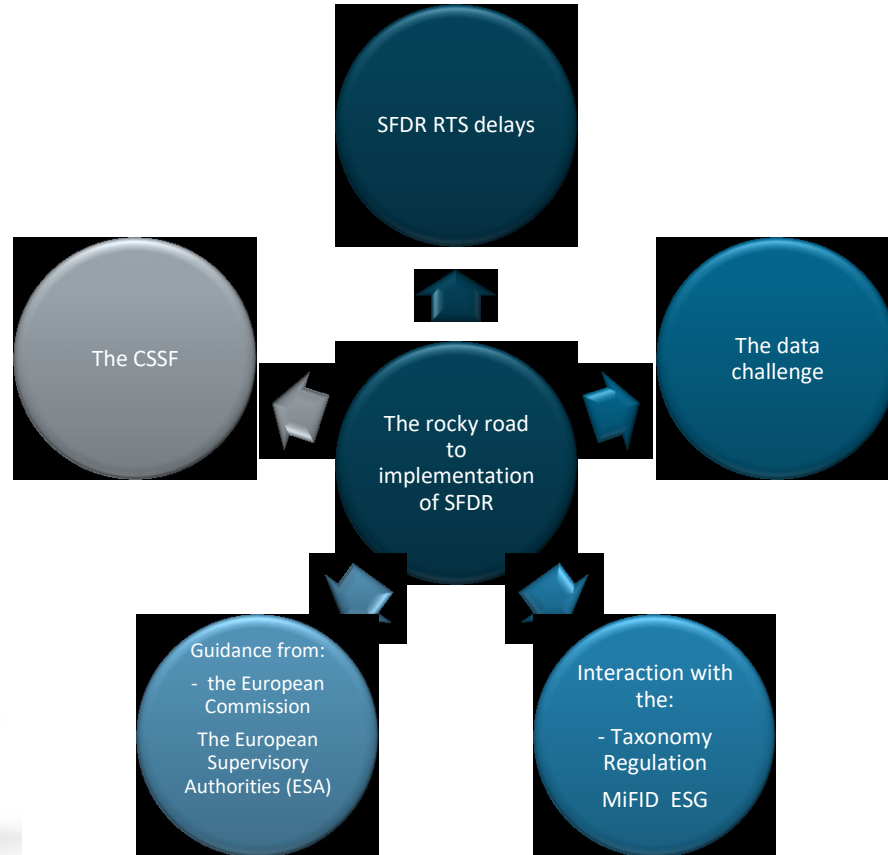 SFDR RTS delays
The CSSF
The data
challenge
The rocky road
to
implementation
of SFDR
Guidance from:
- the European
Commission
The European
Supervisory
Authorities (ESA)
Interaction with
the:
- Taxonomy
Regulation
MiFID ESG